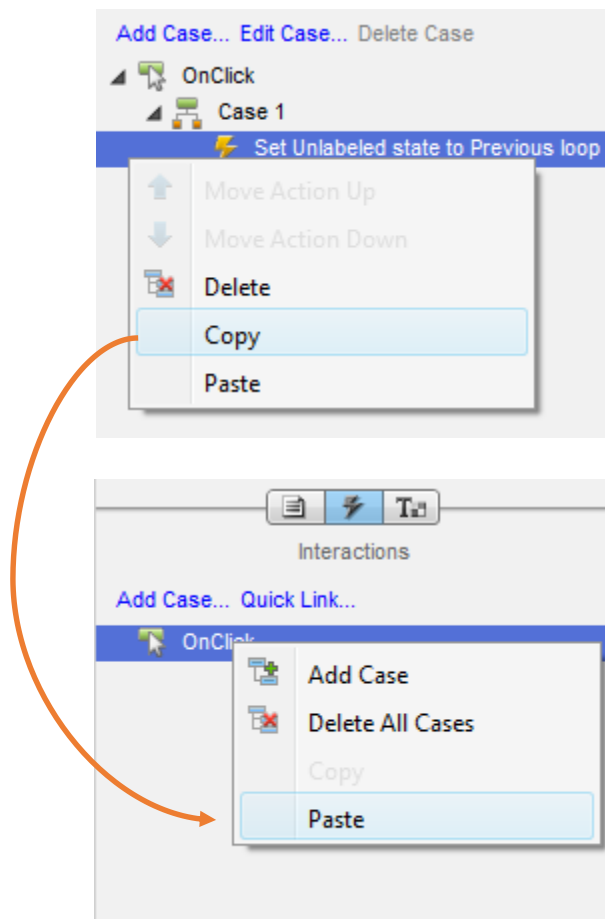 Add Case... Edit Case... Delete Case
OnClick
Case 1
Set Unlabeled state to Previous loop
Move Action Up
Move Action Down
Delete
Copy
Paste
Interactions
Add Case... Quick Link...
OnClick
Add Case
Delete All Cases
Copy
Paste